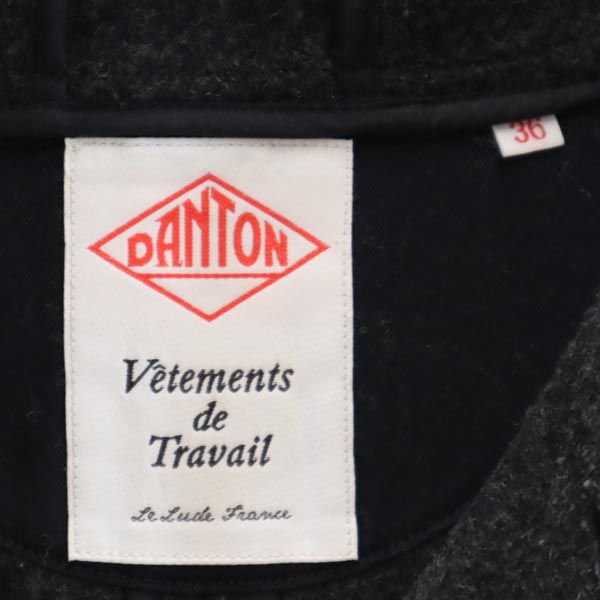 36
DANTON
Vêtements
de
Travail
Le Lude France